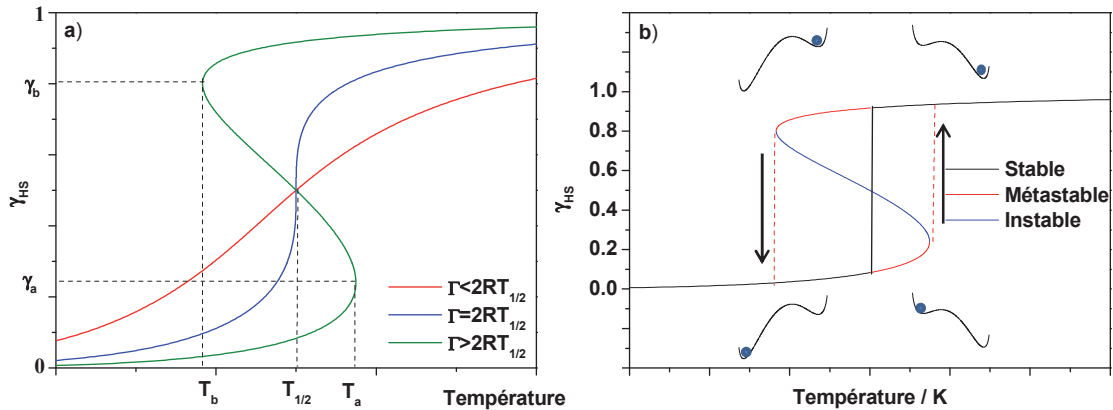 a)
1
γb
γHS
γa
0
Γ<2RT1/2
Γ=2RT1/2
Γ>2RT1/2
Tb
T1/2
Ta
Température
b)
1.0
0.8
0.6
0.4
0.2
0.0
γHS
Stable
Métastable
Instable
Température / K